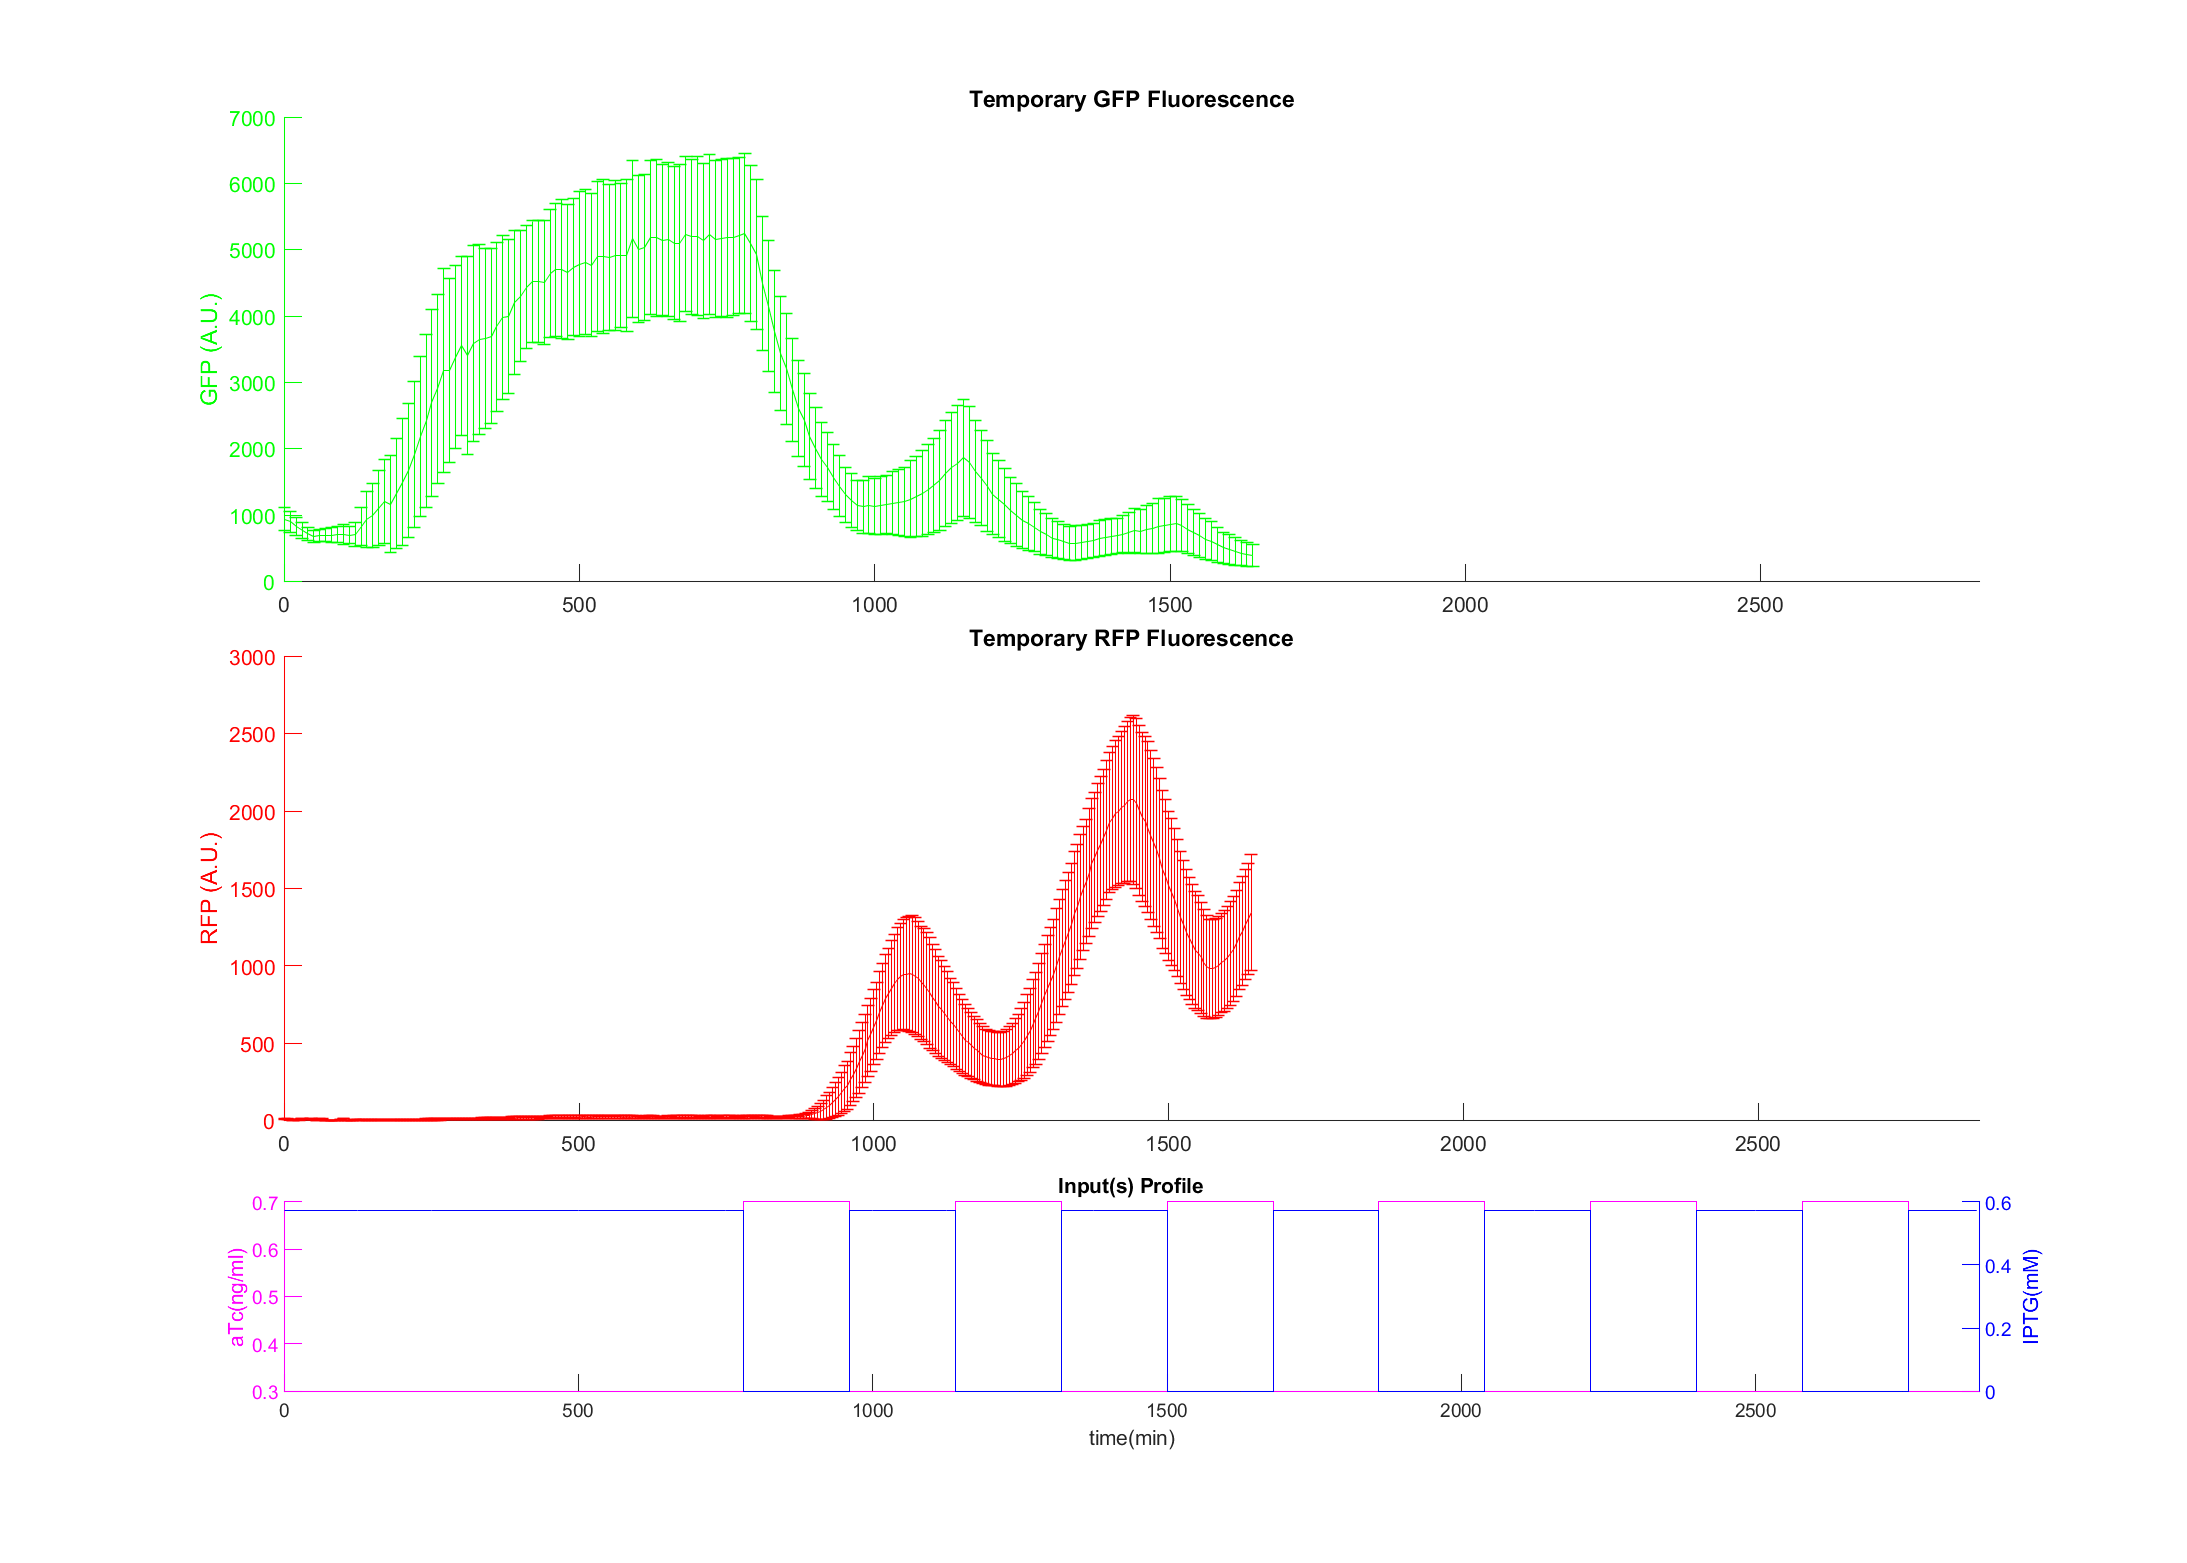 Temporary GFP Fluorescence
7000
6000
5000
4000
3000
2000
1000
0
GFP (A.U.)
0 500 1000 1500 2000 2500
Temporary RFP Fluorescence
3000
2500
2000
1500
1000
500
0
RFP (A.U.)
0 500 1000 1500 2000 2500
Input(s) Profile
0.7
0.6
0.5
0.4
0.3
aTc(ng/ml)
0.6
0.4
0.2
0
IPTG(mM)
0 500 1000 1500 2000 2500
time(min)